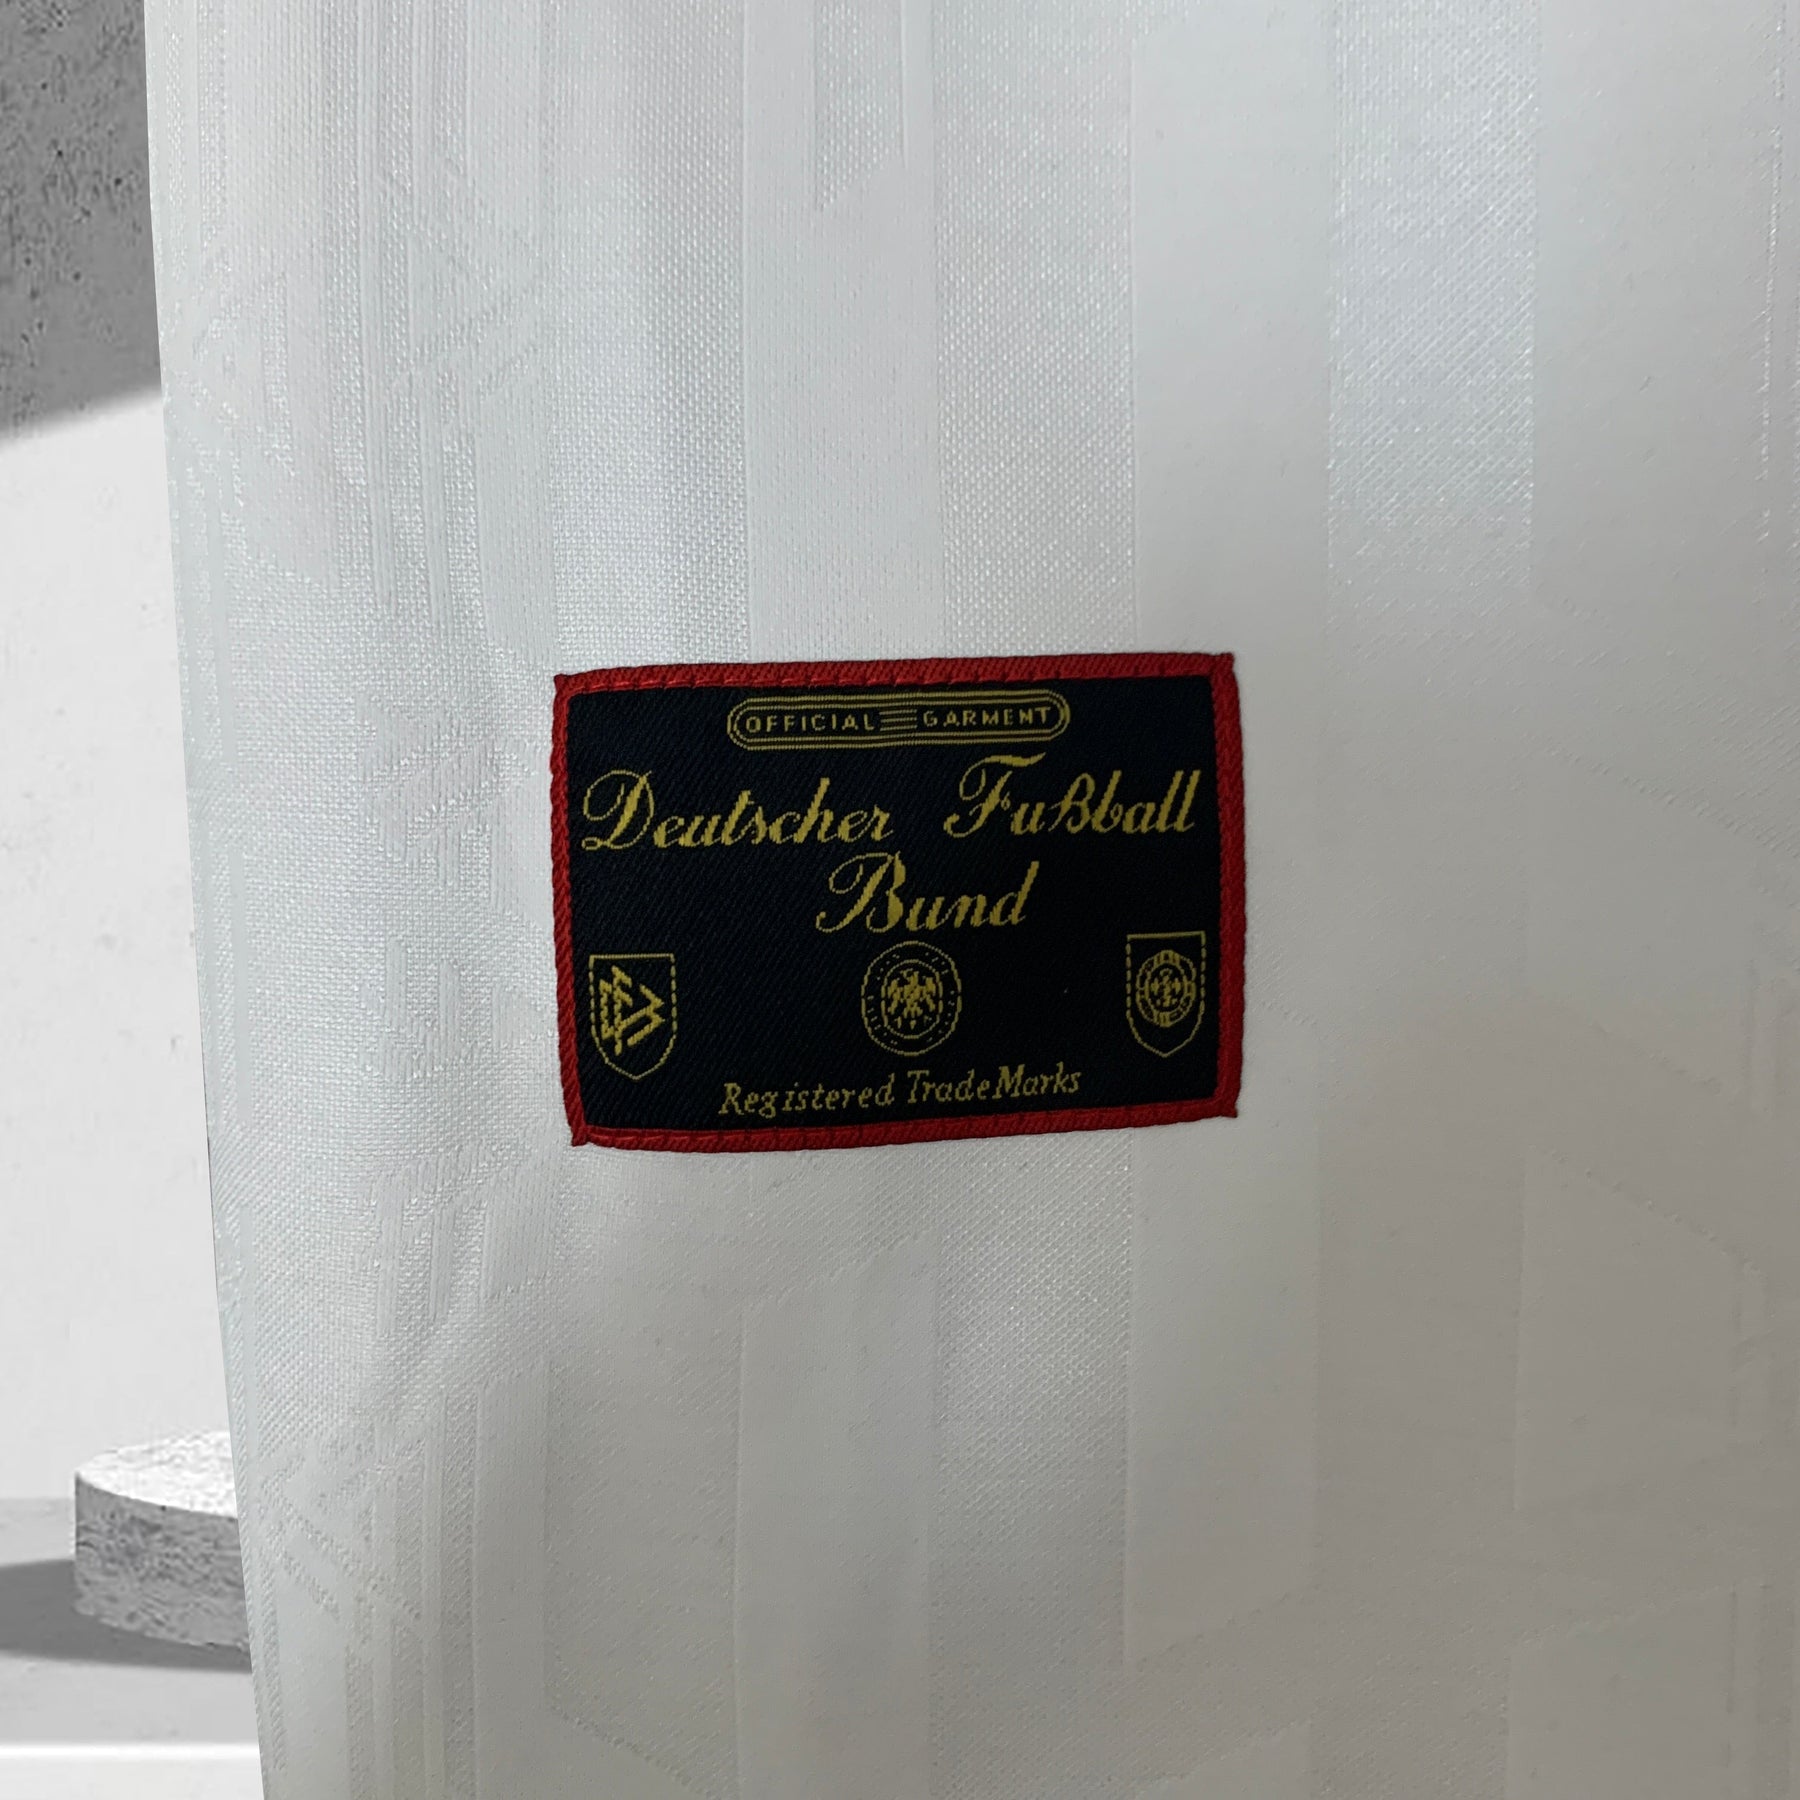 OFFICIAL GARMENT
Deutscher Fußball
Bund
Registered TradeMarks